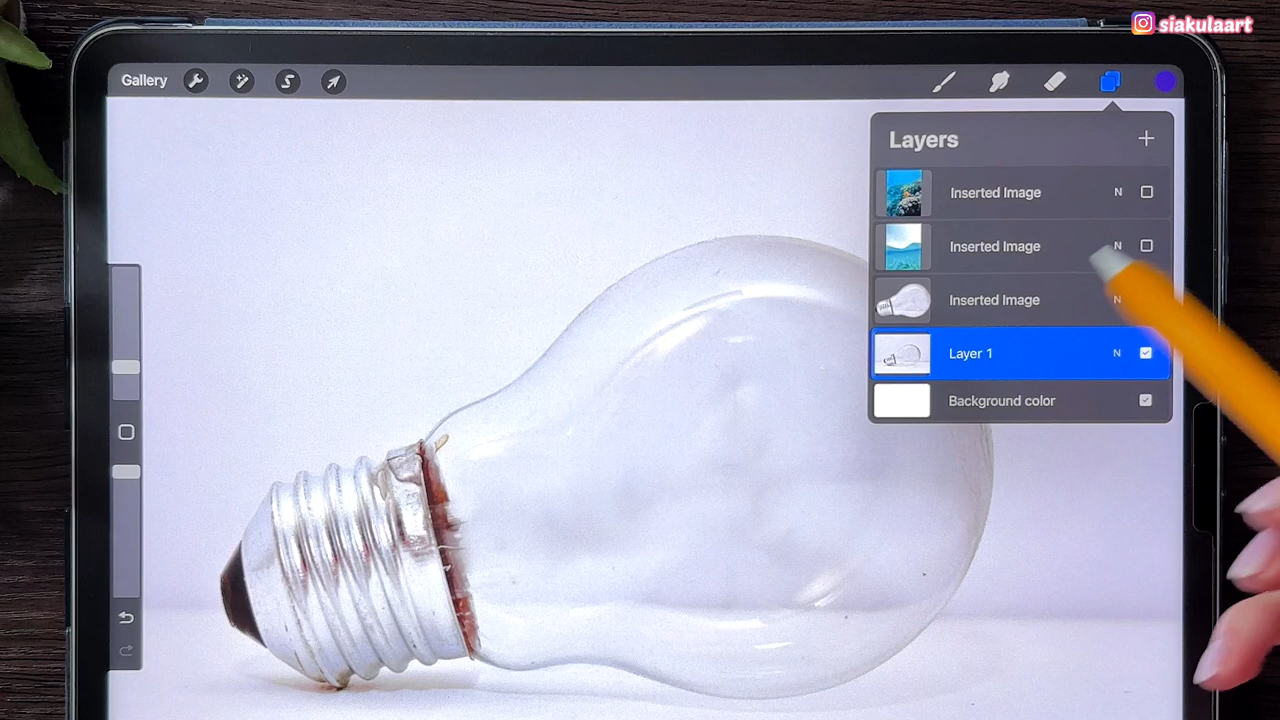 siakulaart
Gallery
Layers
Inserted Image N
Inserted Image N
Inserted Image N
Layer 1 N
Background color